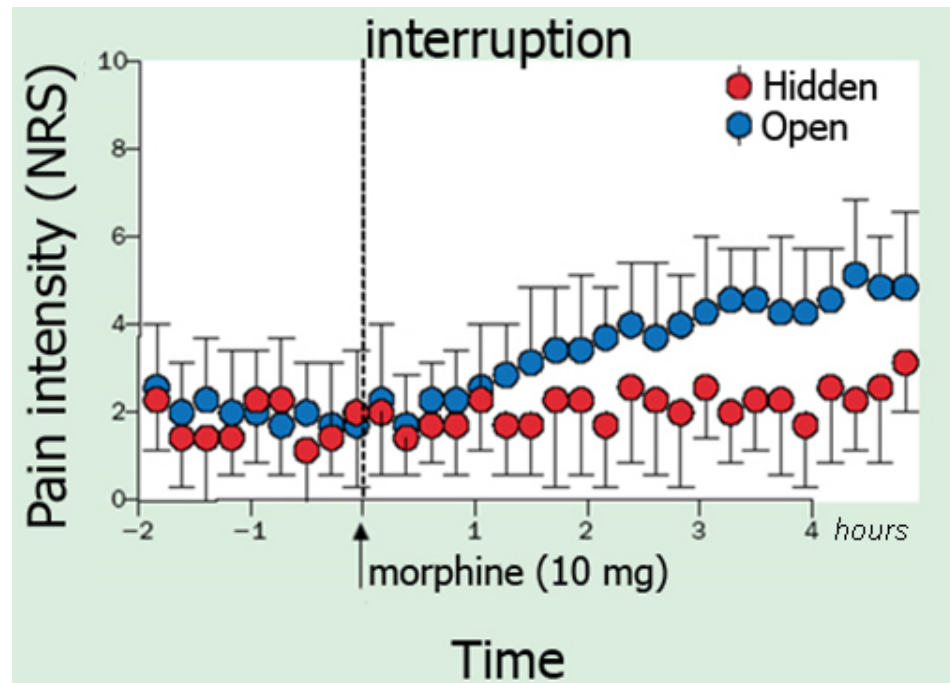 interruption
Pain intensity (NRS)
10
8
6
4
2
0
Hidden
Open
−2 −1 1 2 3 4 hours
morphine (10 mg)
Time